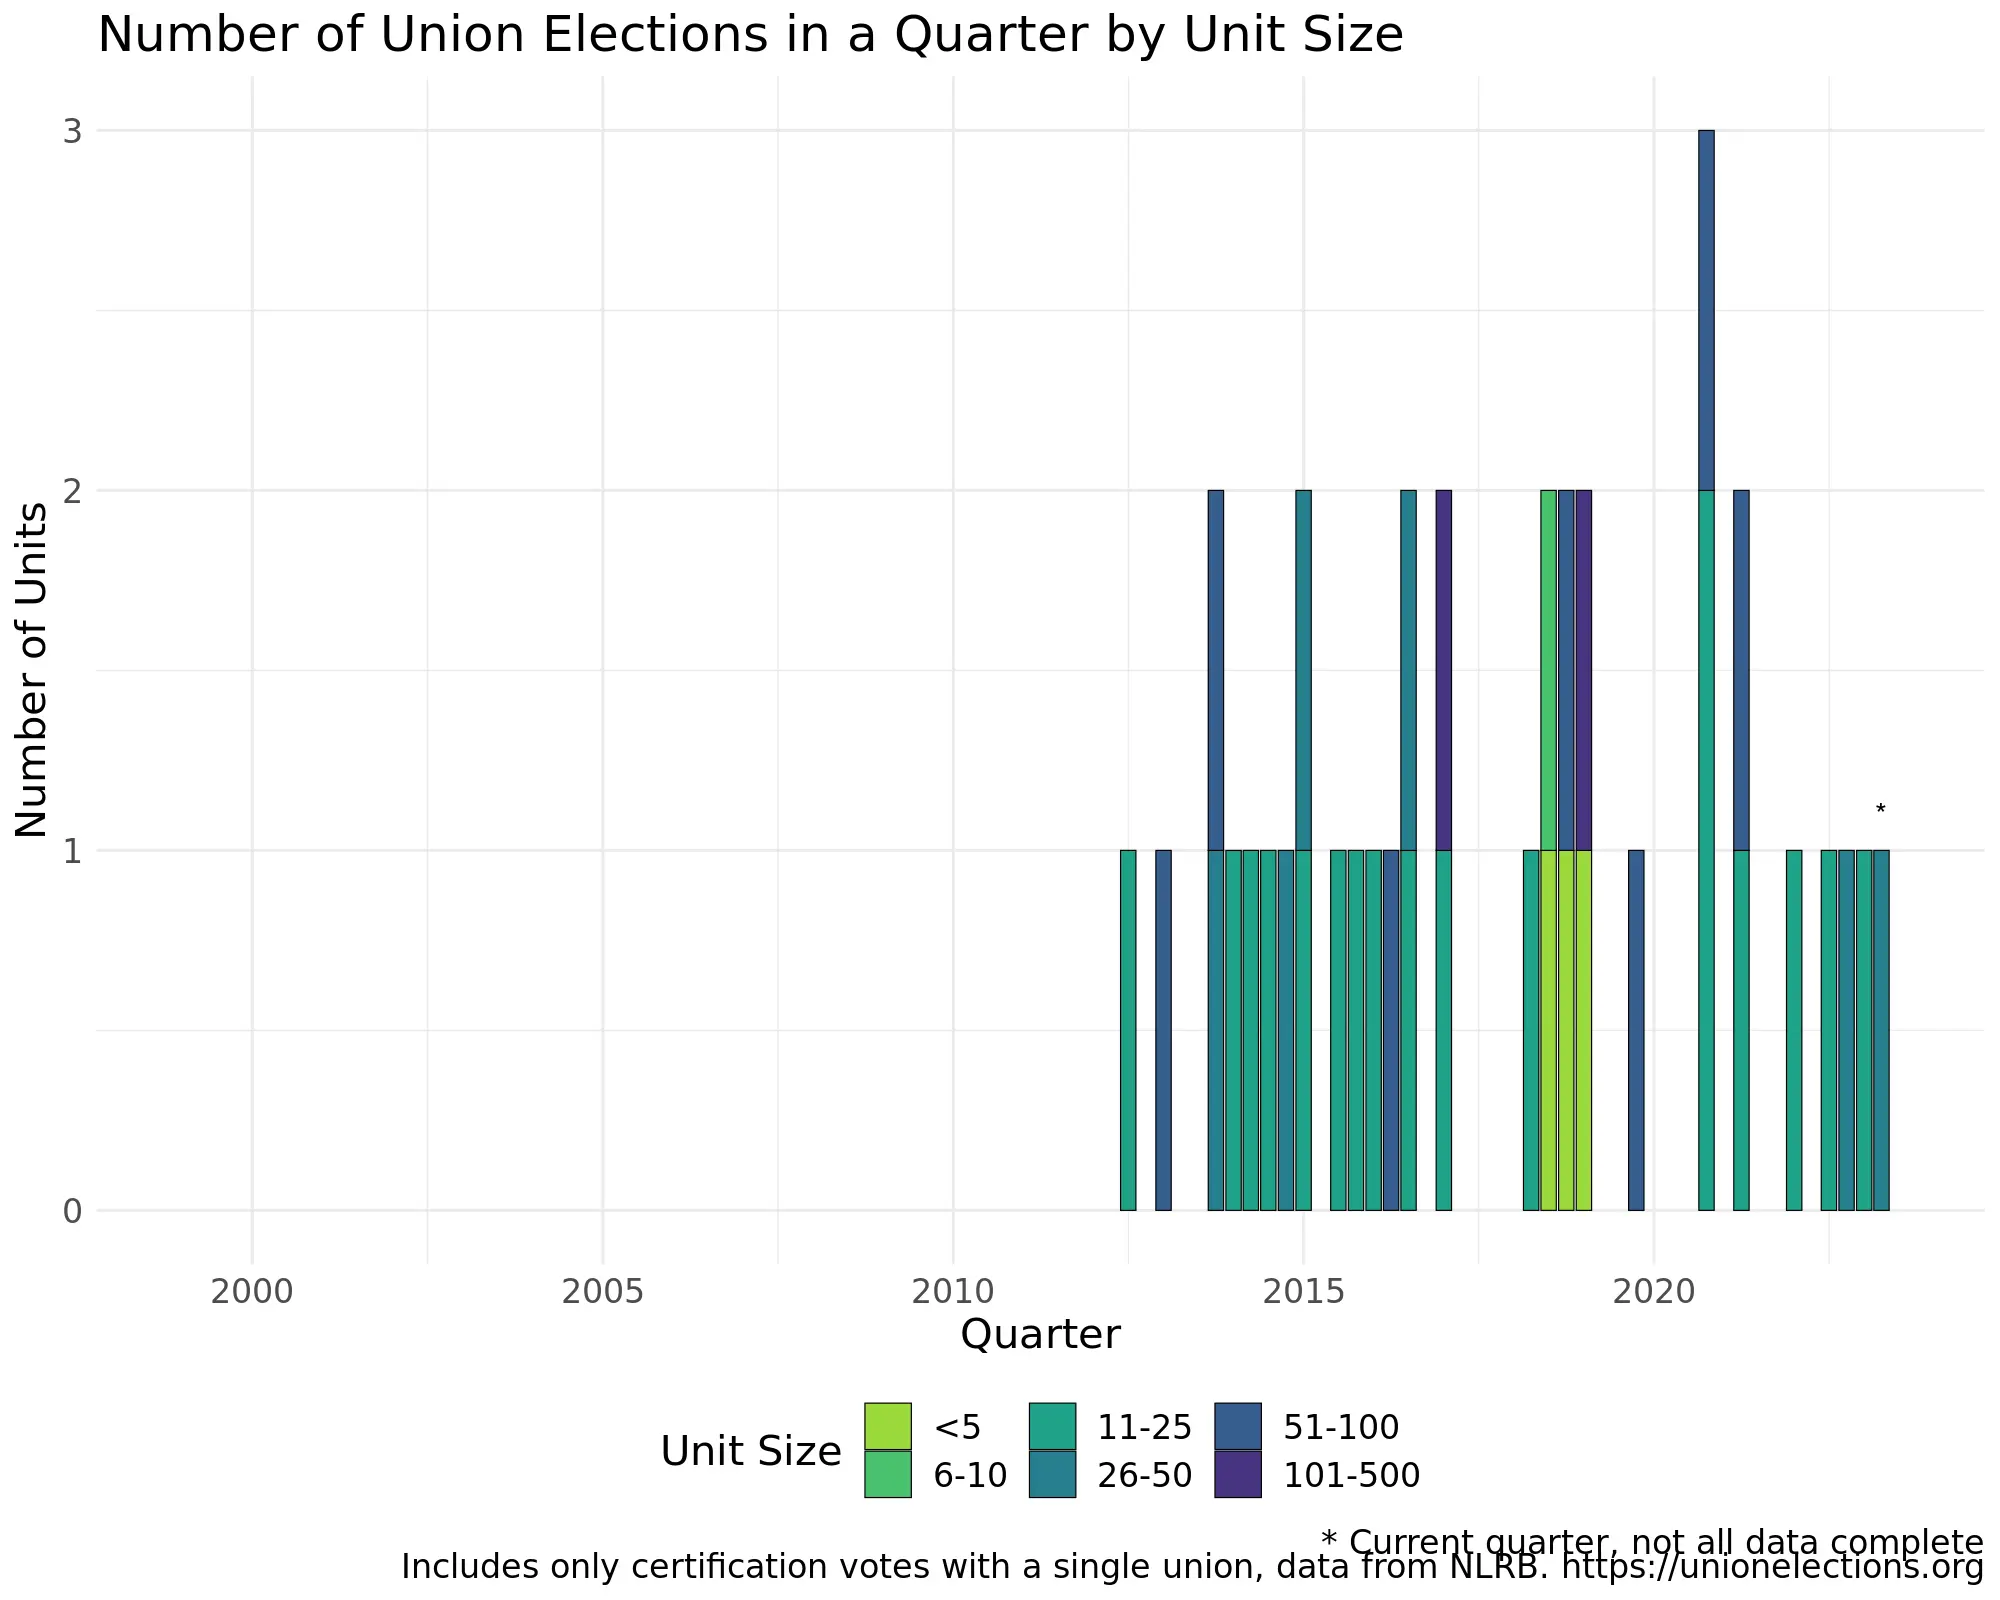 Number of Union Elections in a Quarter by Unit Size
Number of Units
3
2
1
0
*
2000 2005 2010 2015 2020
Quarter
Unit Size
<5 11-25 51-100
6-10 26-50 101-500
* Current quarter, not all data complete
Includes only certification votes with a single union, data from NLRB. https://unionelections.org